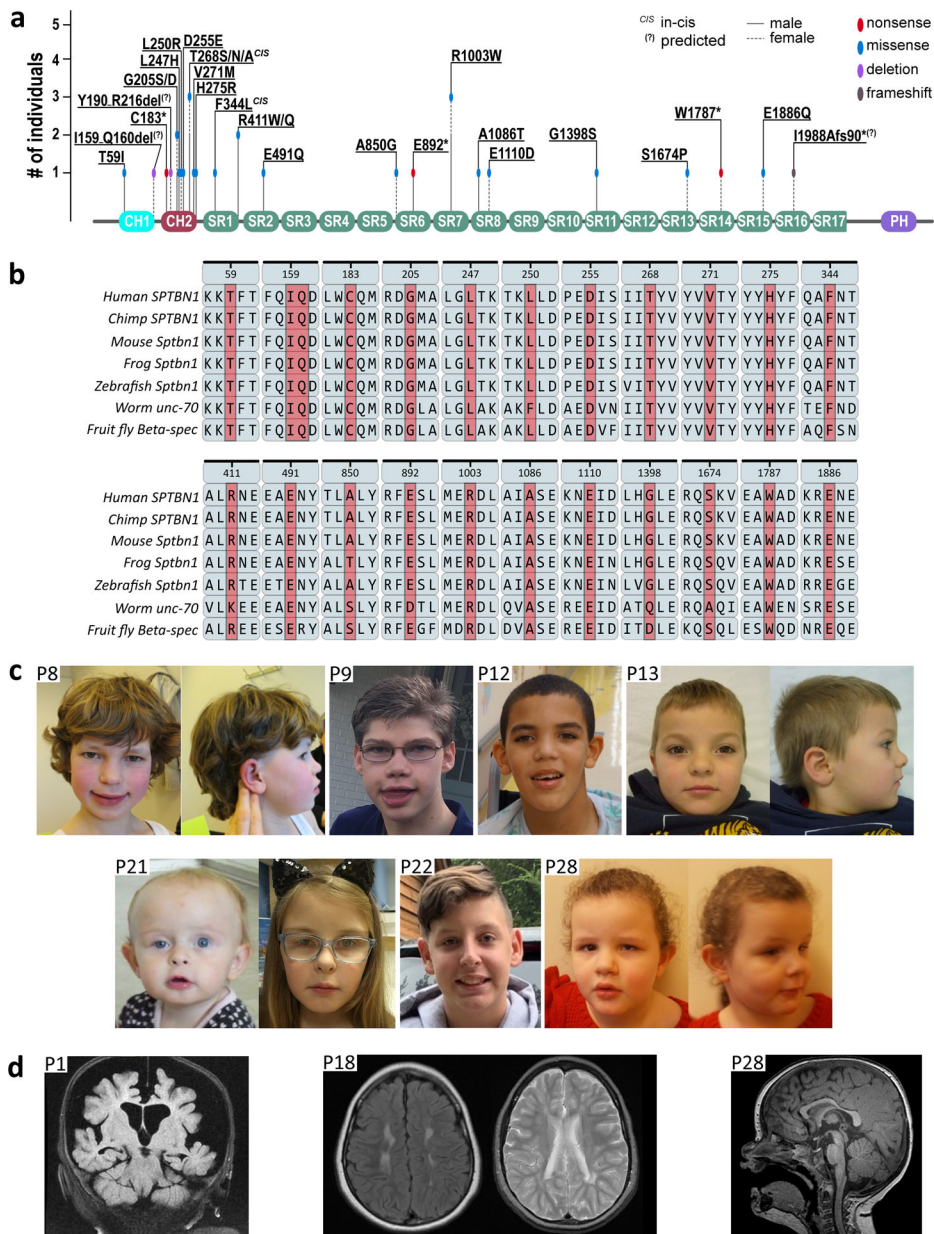 a
# of individuals
5
4
3
2
1
CIS in-cis
(?) predicted
male
female
nonsense
missense
deletion
frameshift
D255E
L250R
T268S/N/A CIS
L247H
V271M
G205S/D
H275R
Y190_R216del(?)
F344L CIS
C183*
R411W/Q
I159_Q160del(?)
T59I
E491Q
A850G
E892*
R1003W
A1086T
E1110D
G1398S
S1674P
W1787*
E1886Q
I1988Afs90*(?)
CH1 CH2 SR1 SR2 SR3 SR4 SR5 SR6 SR7 SR8 SR9 SR10 SR11 SR12 SR13 SR14 SR15 SR16 SR17 PH
b
59 159 183 205 247 250 255 268 271 275 344
Human SPTBN1 KKTFT FQIQD LWCQM RDGMA LGLTK TKLLD PEDIS IITYV YVVTY YYHYF QAFNT
Chimp SPTBN1 KKTFT FQIQD LWCQM RDGMA LGLTK TKLLD PEDIS IITYV YVVTY YYHYF QAFNT
Mouse Sptbn1 KKTFT FQIQD LWCQM RDGMA LGLTK TKLLD PEDIS IITYV YVVTY YYHYF QAFNT
Frog Sptbn1 KKTFT FQIQD LWCQM RDGMA LGLTK TKLLD PEDIS IITYV YVVTY YYHYF QAFNT
Zebrafish Sptbn1 KKTFT FQIQD LWCQM RDGMA LGLTK TKLLD PEDIS VITYV YVVTY YYHYF QAFNT
Worm unc-70 KKTFT FQIQD LWCQM RDGLA LGLAK AKFLD AEDVN IITYV YVVTY YYHYF TEFND
Fruit fly Beta-spec KKTFT FQIQD LWCQM RDGLA LGLAK AKLLD AEDVF IITYV YVVTY YYHYF AQFSN
411 491 850 892 1003 1086 1110 1398 1674 1787 1886
Human SPTBN1 ALRNE EAENY TLALY RFESL MERDL AIASE KNEID LHGLE RQSKV EAWAD KRENE
Chimp SPTBN1 ALRNE EAENY TLALY RFESL MERDL AIASE KNEID LHGLE RQSKV EAWAD KRENE
Mouse Sptbn1 ALRNE EAENY TLALY RFESL MERDL AIASE KNEID LHGLE RQSKV EAWAD KRENE
Frog Sptbn1 ALRNE EAENY ALTLY RFESL MERDL AIASE KNEIN LHGLE RQSQV EAWAD KRESE
Zebrafish Sptbn1 ALRTE ETENY ALALY RFESL MERDL AIASE KNEIN LVGLE RQSKV EAWAD RREGE
Worm unc-70 VLKEE EAENY ALSLY RFDTL MERDL QVASE REEID ATQLE RQAQI EAWEN SRESE
Fruit fly Beta-spec ALREE ESERY ALSLY RFEGF MDRDL DVASE REEID ITDLE KQSQL ESWQD NREQE
c
P8
P9
P12
P13
P21
P22
P28
d
P1
P18
P28